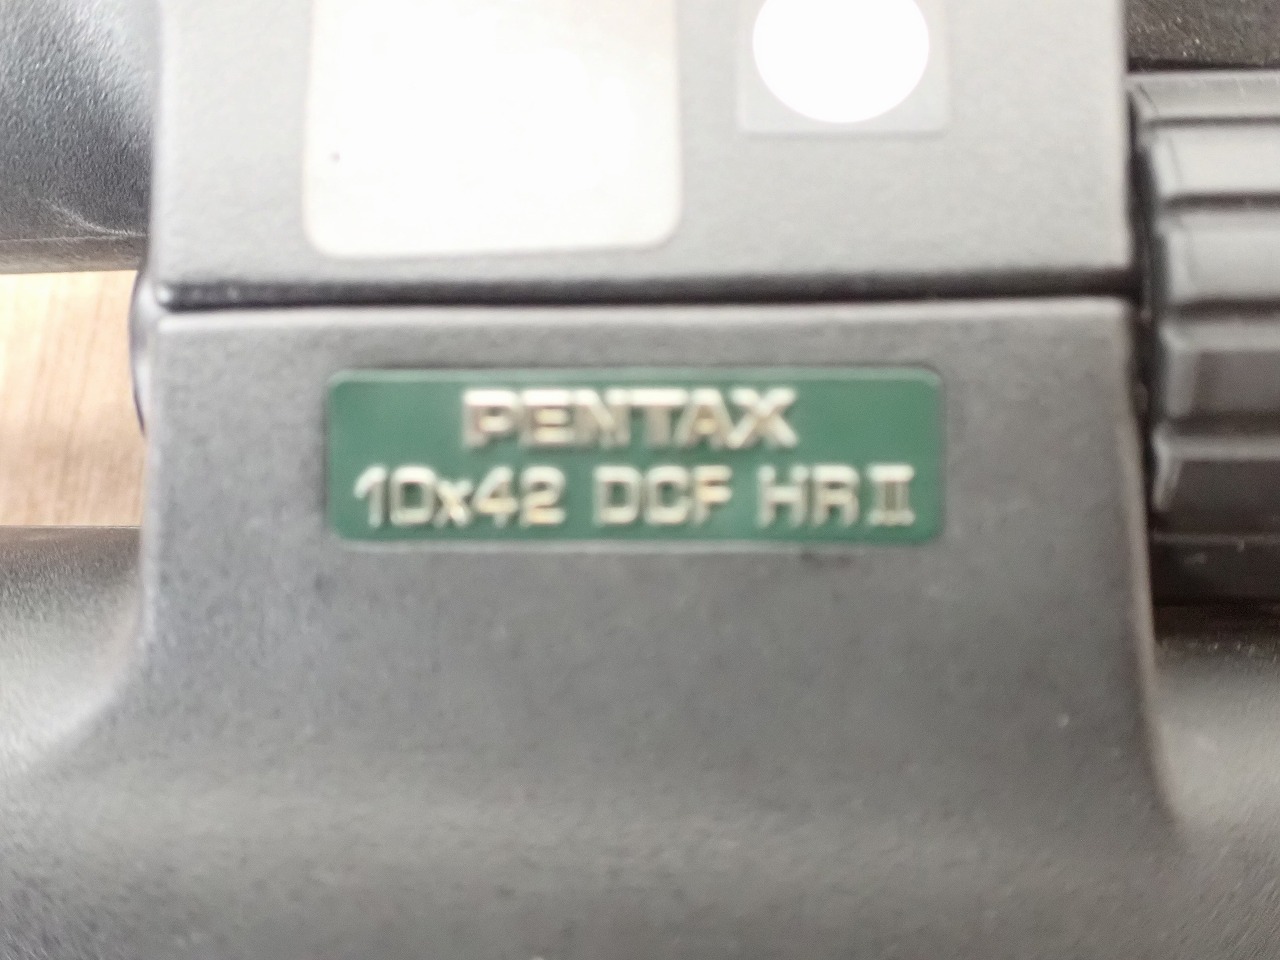 PENTAX
10x42 DCF HR II